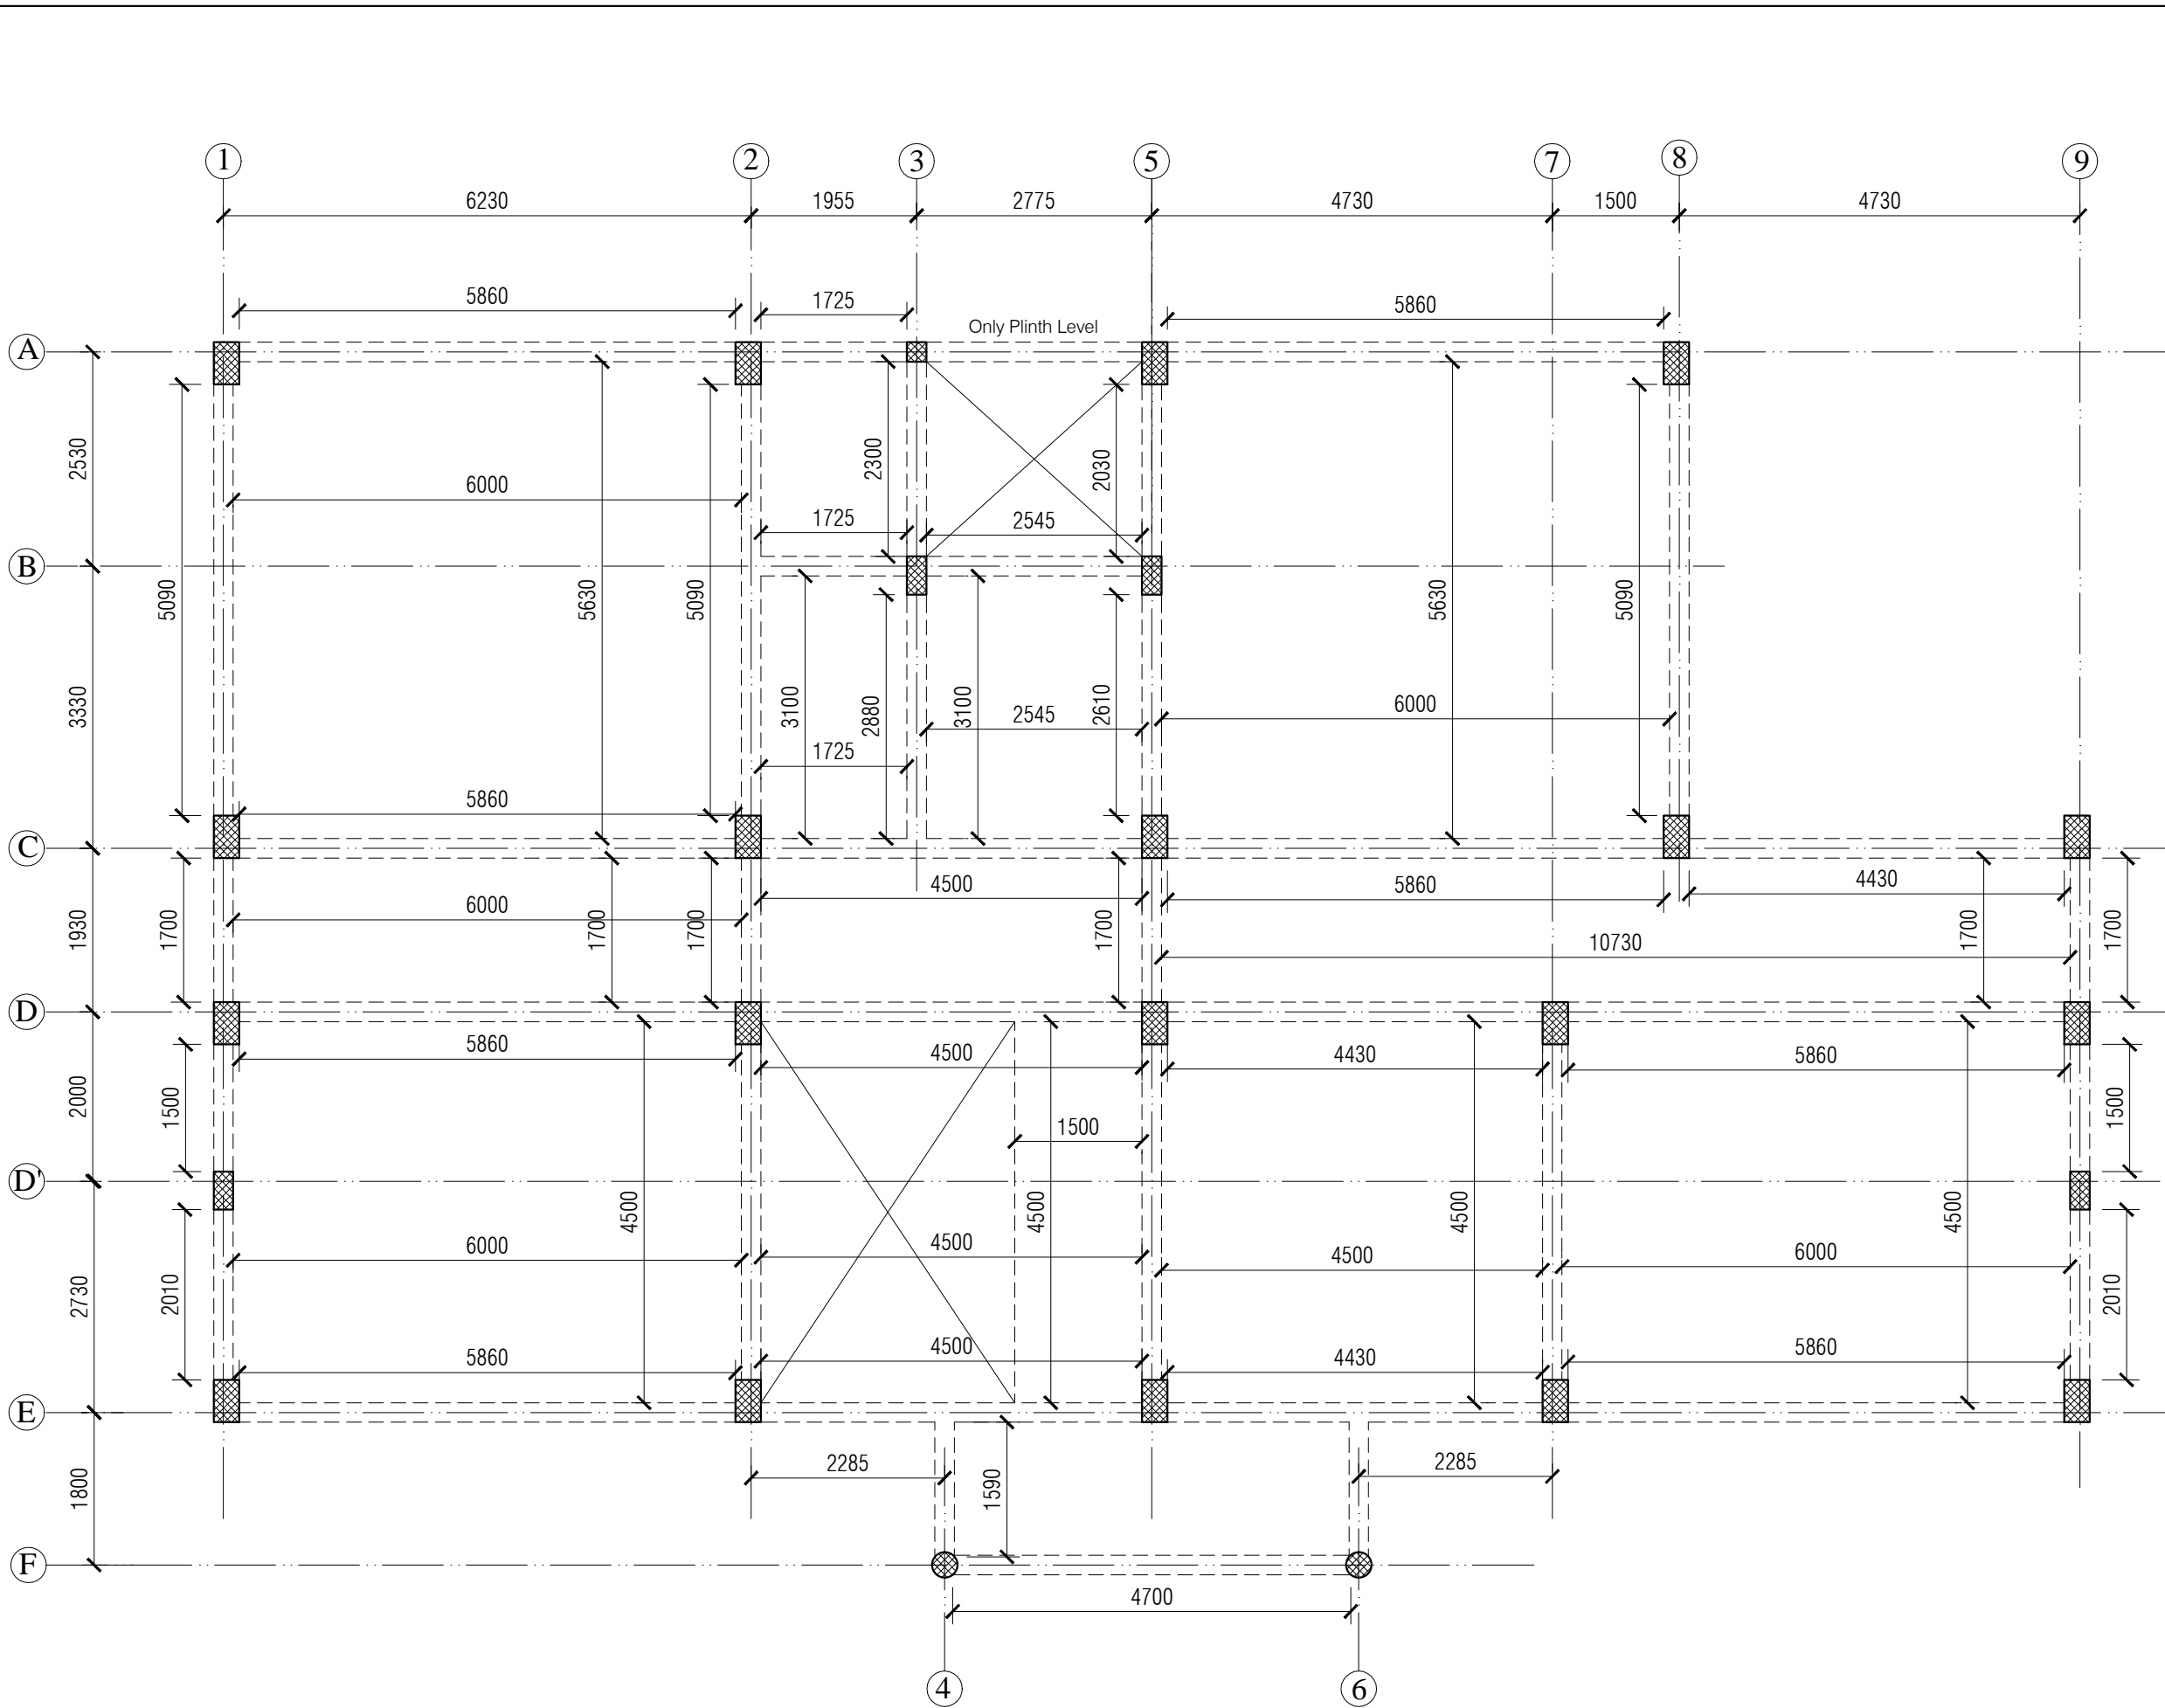 1 2 3 5 7 8 9
6230 1955 2775 4730 1500 4730
5860 1725 5860
Only Plinth Level
A
2530 5090 5630 5090 2300 2030 5630 5090
6000
1725 2545
B
3330 3100 2880 3100 2610
6000
2545
1725
5860
C
4500 5860 4430
6000
1930 1700 1700 1700 1700 1700 1700
10730
D
5860 4500 4430 5860
2000 1500 1500 1500
D'
4500 4500 4500 4500
6000 4500 4500 6000
2730 2010 2010
5860 4500 4430 5860
E
2285 2285
1800 1590
F
4700
4 6